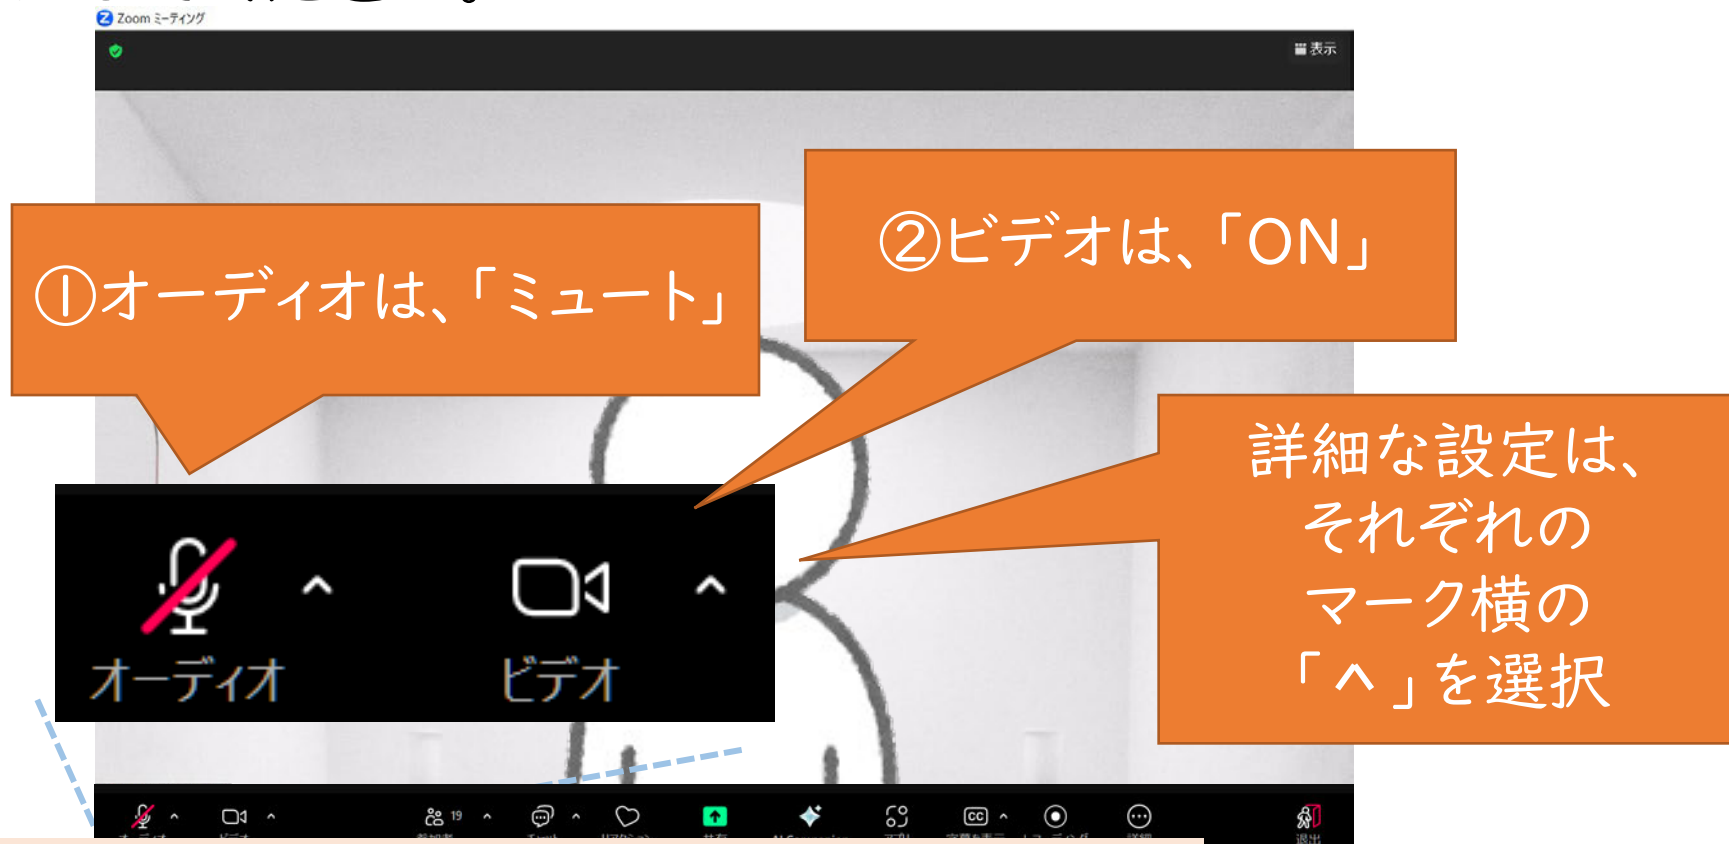 Zoom ミーティング
表示
①オーディオは、「ミュート」
②ビデオは、「ON」
詳細な設定は、
それぞれの
マーク横の
「へ」を選択
オーディオ
ビデオ
19
CC